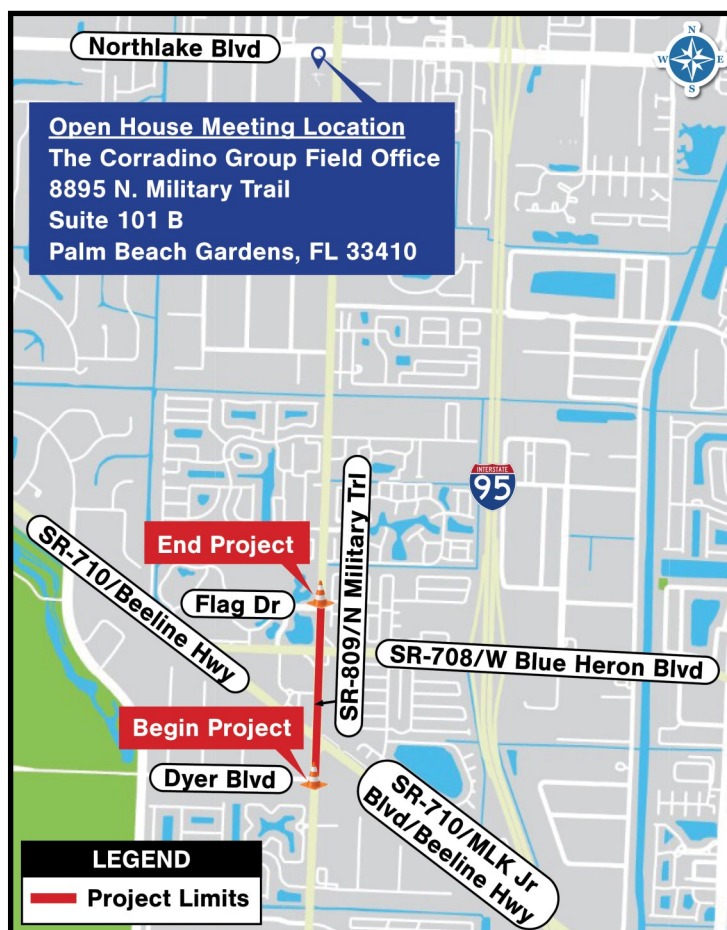 Northlake Blvd
N
W
E
S
Open House Meeting Location
The Corradino Group Field Office
8895 N. Military Trail
Suite 101 B
Palm Beach Gardens, FL 33410
INTERSTATE
95
SR-809/N Military Trl
End Project
SR-710/Beeline Hwy
Flag Dr
SR-708/W Blue Heron Blvd
Begin Project
Dyer Blvd
SR-710/MLK Jr
Blvd/Beeline Hwy
LEGEND
Project Limits